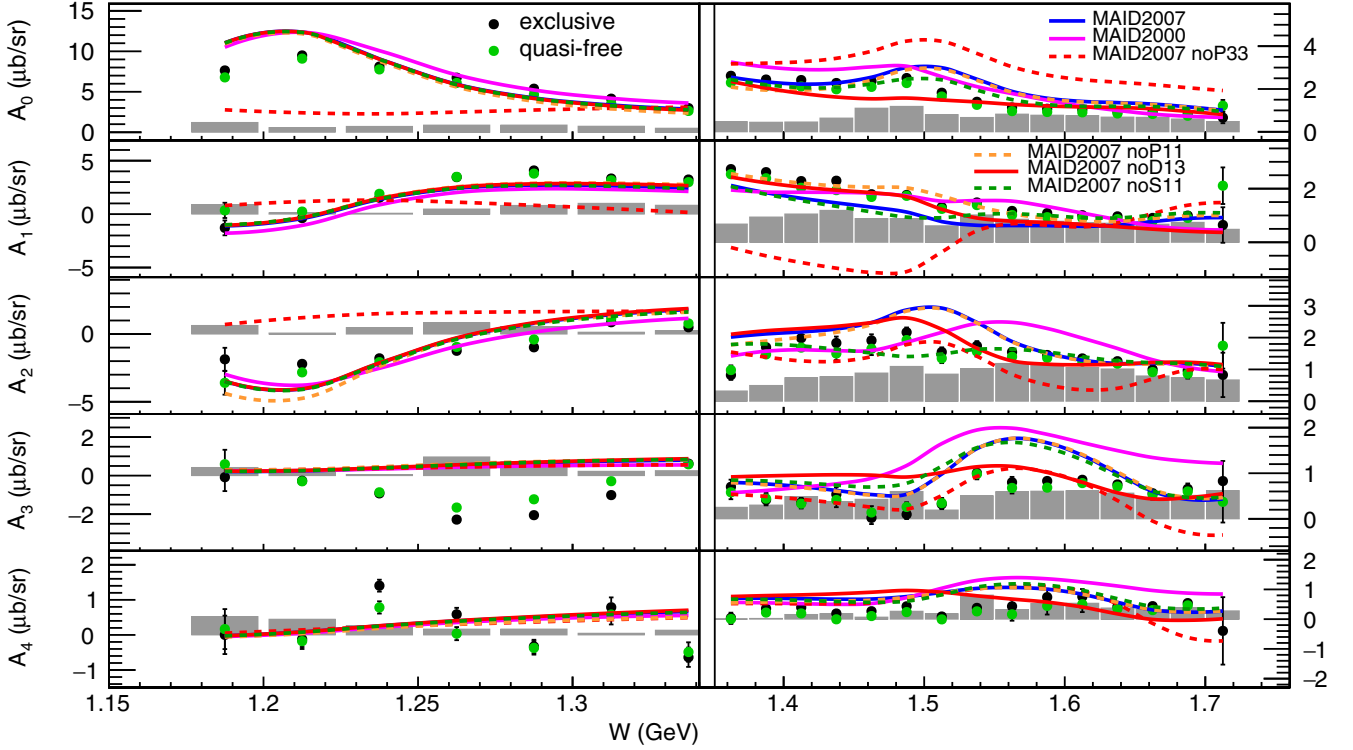 A0 (μb/sr)
15
10
5
0
exclusive
quasi-free
MAID2007
MAID2000
MAID2007 noP33
6
4
2
0
A1 (μb/sr)
5
0
−5
MAID2007 noP11
MAID2007 noD13
MAID2007 noS11
4
2
0
A2 (μb/sr)
0
−5
3
2
1
0
A3 (μb/sr)
2
0
−2
2
1
0
A4 (μb/sr)
2
1
0
−1
2
1
0
−1
−2
1.15 1.2 1.25 1.3 1.4 1.5 1.6 1.7
W (GeV)